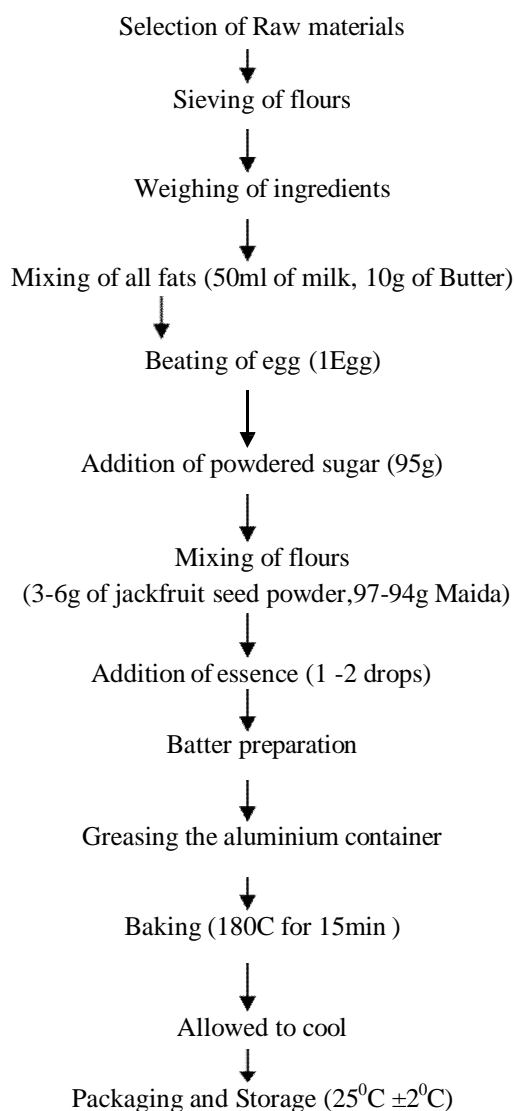 Selection of Raw materials
Sieving of flours
Weighing of ingredients
Mixing of all fats (50ml of milk, 10g of Butter)
Beating of egg (1Egg)
Addition of powdered sugar (95g)
Mixing of flours
(3-6g of jackfruit seed powder,97-94g Maida)
Addition of essence (1 -2 drops)
Batter preparation
Greasing the aluminium container
Baking (180C for 15min )
Allowed to cool
Packaging and Storage (25⁰C ±2⁰C)